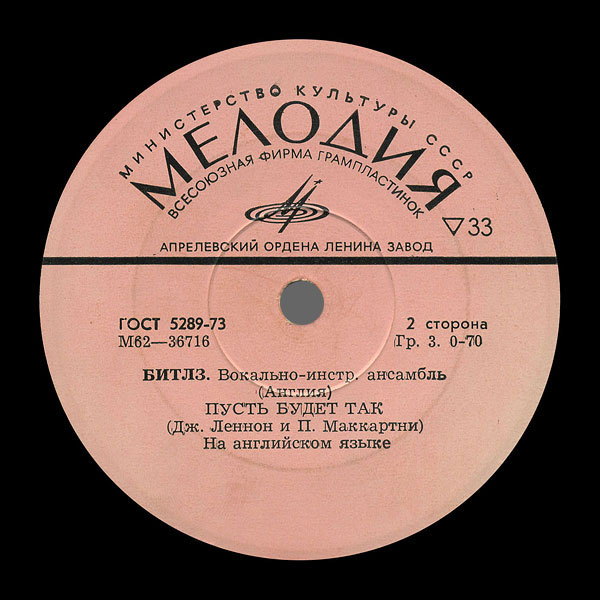 МИНИСТЕРСТВО КУЛЬТУРЫ СССР
МЕЛОДИЯ
ВСЕСОЮЗНАЯ ФИРМА ГРАМПЛАСТИНОК
▽33
АПРЕЛЕВСКИЙ ОРДЕНА ЛЕНИНА ЗАВОД
ГОСТ 5289-73 2 сторона
М62—36716 Гр. 3. 0-70
БИТЛЗ. Вокально-инстр. ансамбль
(Англия)
ПУСТЬ БУДЕТ ТАК
(Дж. Леннон и П. Маккартни)
На английском языке